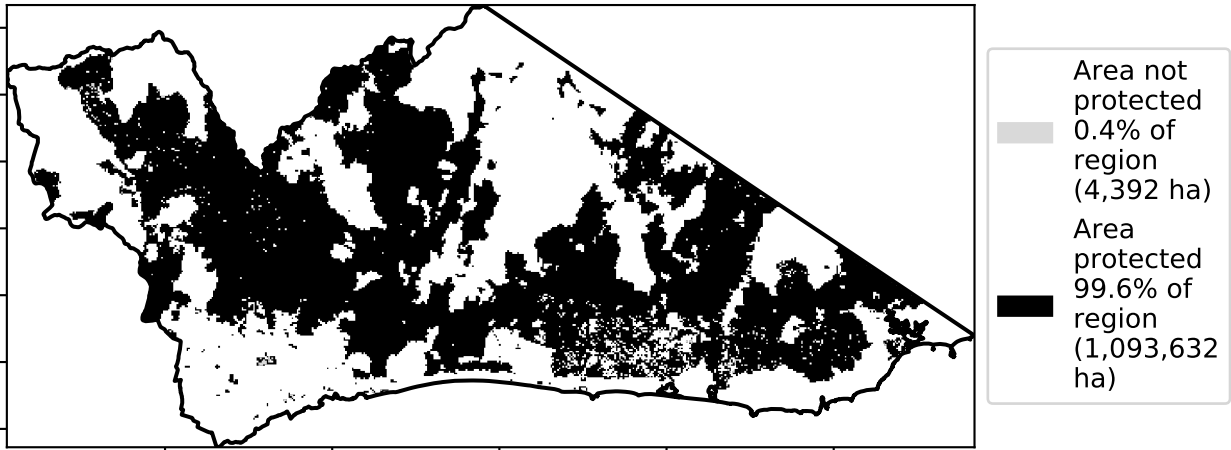 Area not
protected
0.4% of
region
(4,392 ha)
Area
protected
99.6% of
region
(1,093,632
ha)